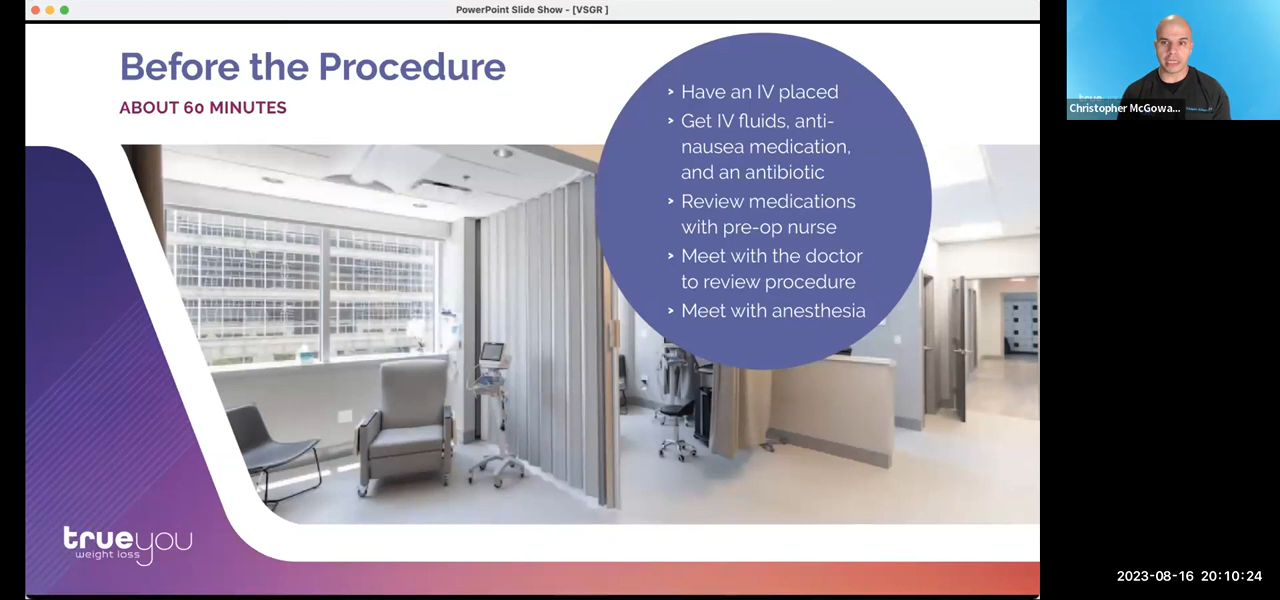 PowerPoint Slide Show - [VSGR ]
Before the Procedure
ABOUT 60 MINUTES
Have an IV placed
Get IV fluids, anti-
nausea medication,
and an antibiotic
Review medications
with pre-op nurse
Meet with the doctor
to review procedure
Meet with anesthesia
trueyou
weight loss
true
Christopher McGowa...
2023-08-16 20:10:24